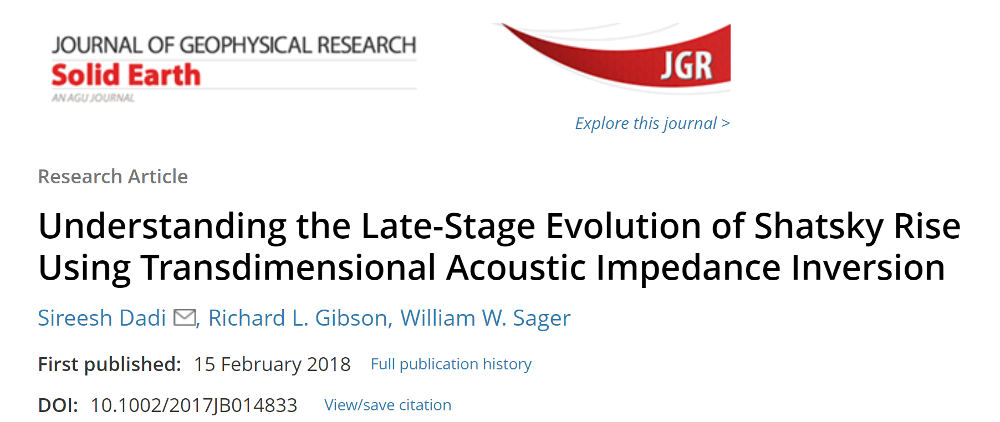 JOURNAL OF GEOPHYSICAL RESEARCH
Solid Earth
AN AGU JOURNAL
JGR
Explore this journal >
Research Article
Understanding the Late-Stage Evolution of Shatsky Rise
Using Transdimensional Acoustic Impedance Inversion
Sireesh Dadi , Richard L. Gibson, William W. Sager
First published: 15 February 2018 Full publication history
DOI: 10.1002/2017JB014833 View/save citation